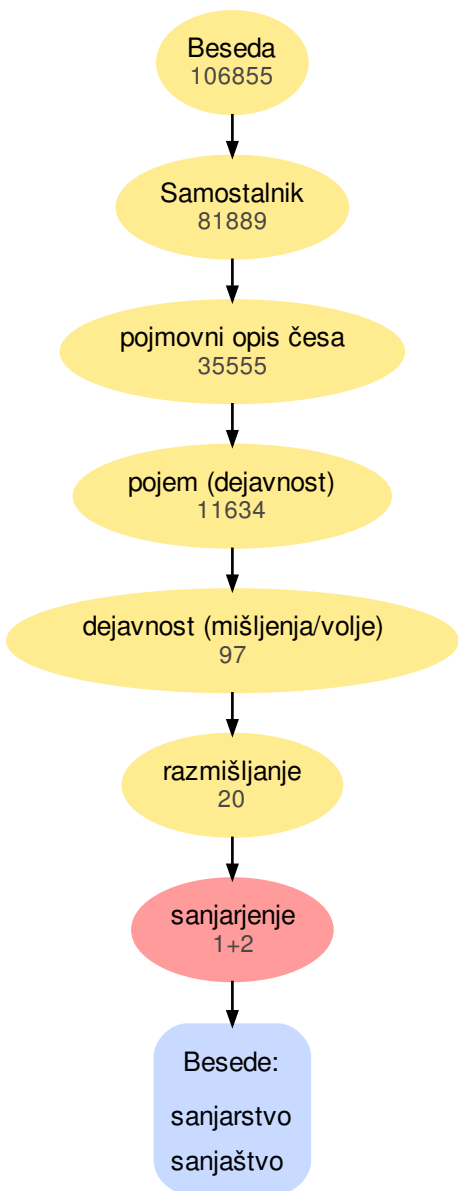 Beseda
106855
Samostalnik
81889
pojmovni opis česa
35555
pojem (dejavnost)
11634
dejavnost (mišljenja/volje)
97
razmišljanje
20
sanjarjenje
1+2
Besede:
sanjarstvo
sanjaštvo